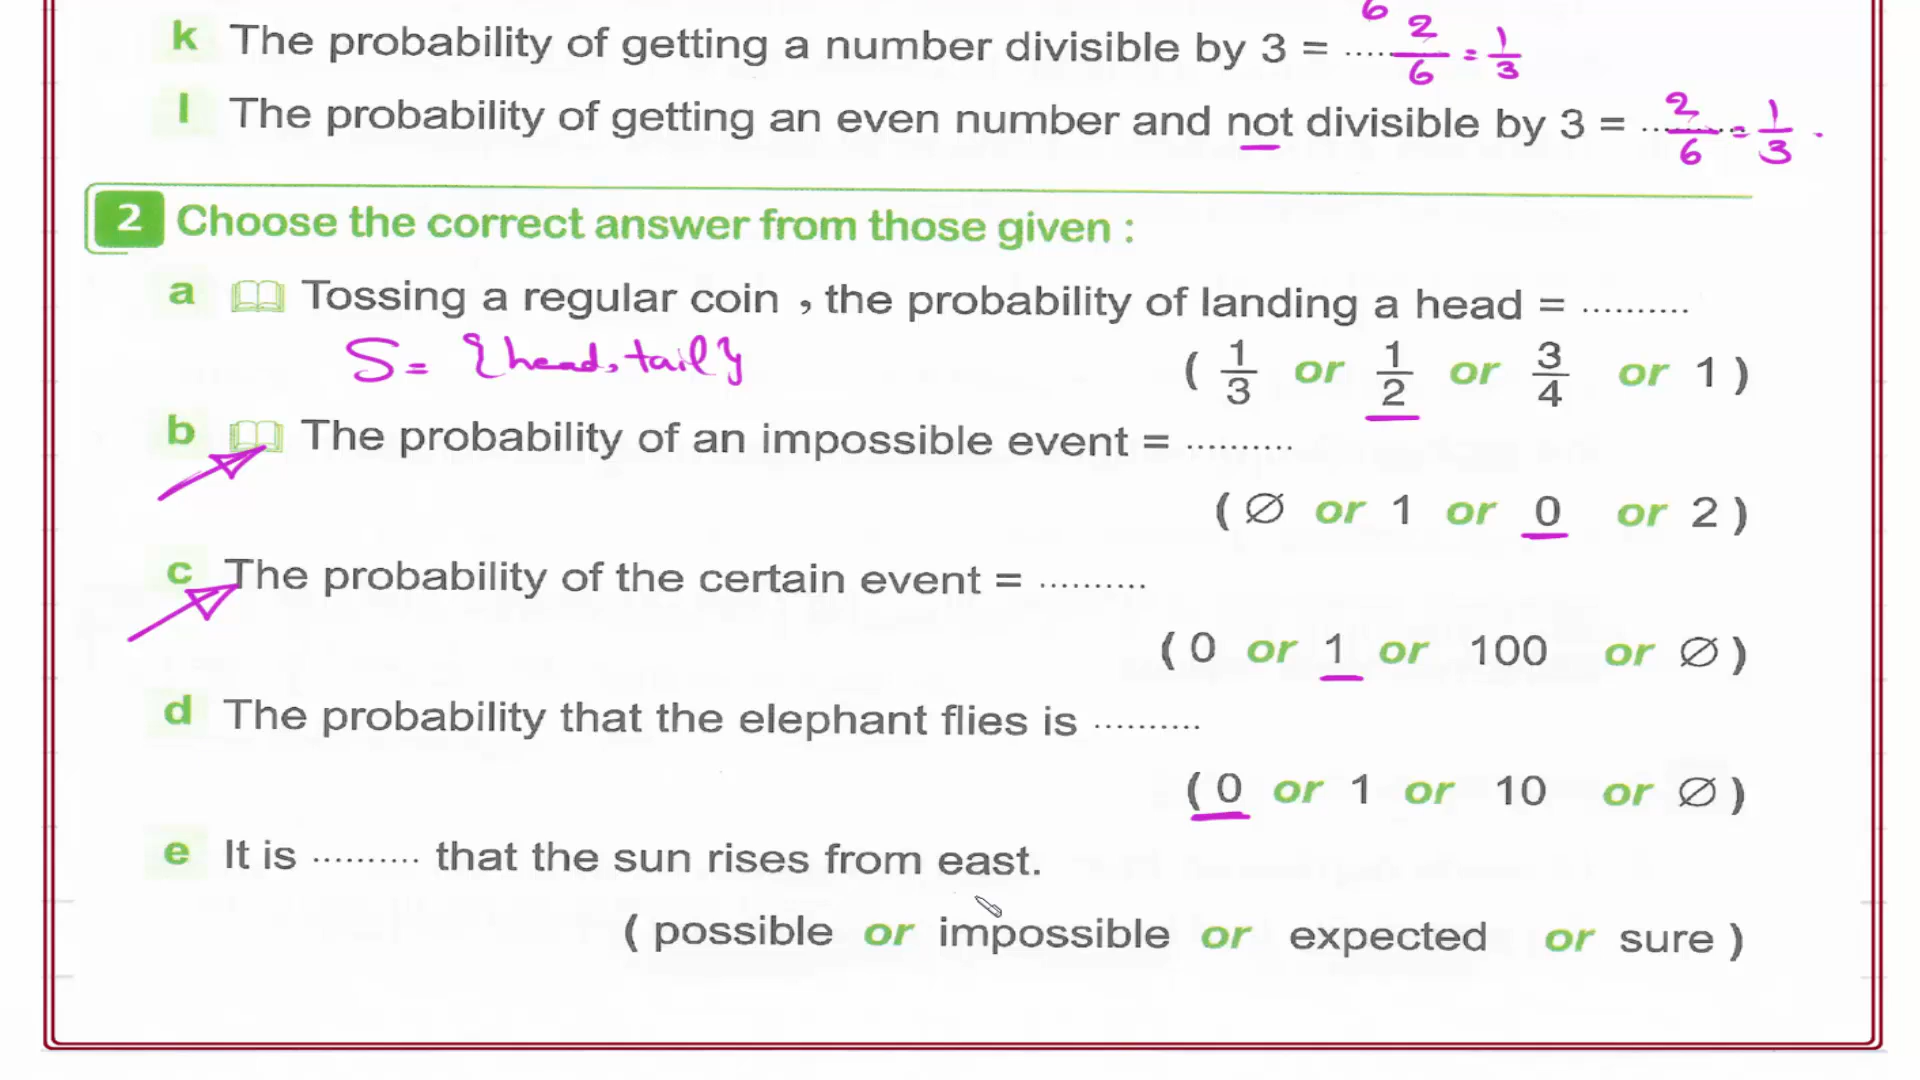 6
k The probability of getting a number divisible by 3 = ........ 2/6 = 1/3
l The probability of getting an even number and not divisible by 3 = .......... 2/6 = 1/3 .
2 Choose the correct answer from those given :
a Tossing a regular coin , the probability of landing a head = ..........
S = {head, tail}
( 1/3 or 1/2 or 3/4 or 1 )
b The probability of an impossible event = ..........
( ∅ or 1 or 0 or 2 )
c The probability of the certain event = ..........
( 0 or 1 or 100 or ∅ )
d The probability that the elephant flies is ..........
( 0 or 1 or 10 or ∅ )
e It is .......... that the sun rises from east.
( possible or impossible or expected or sure )